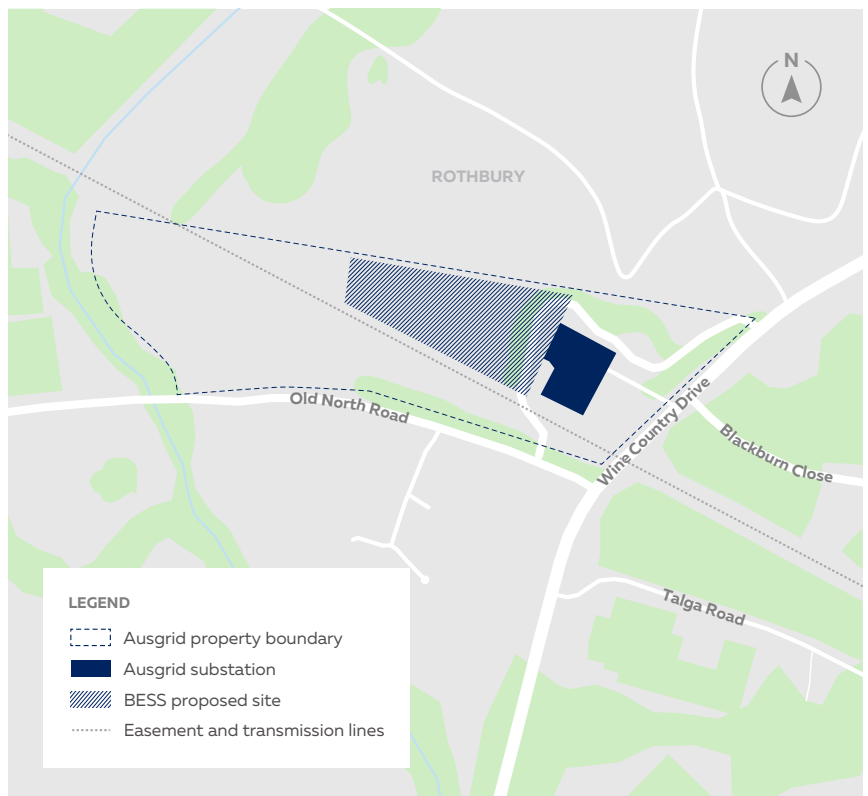 N
ROTHBURY
Old North Road
Wine Country Drive
Blackburn Close
Talga Road
LEGEND
Ausgrid property boundary
Ausgrid substation
BESS proposed site
Easement and transmission lines